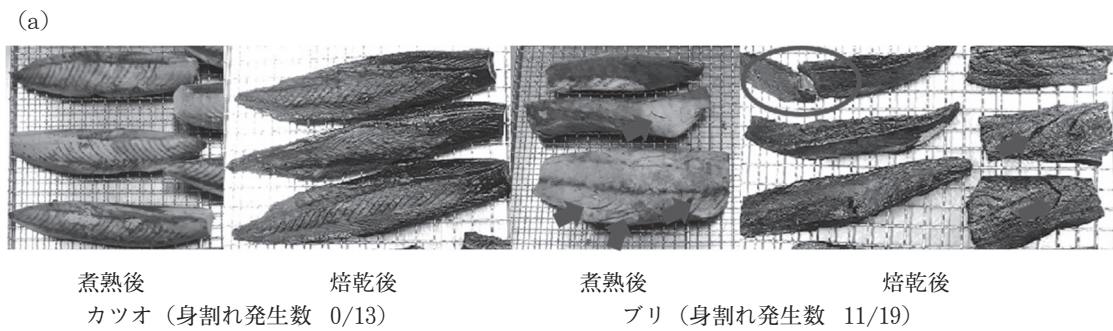 (a)
煮熟後 焙乾後 煮熟後 焙乾後
カツオ（身割れ発生数 0/13） ブリ（身割れ発生数 11/19）